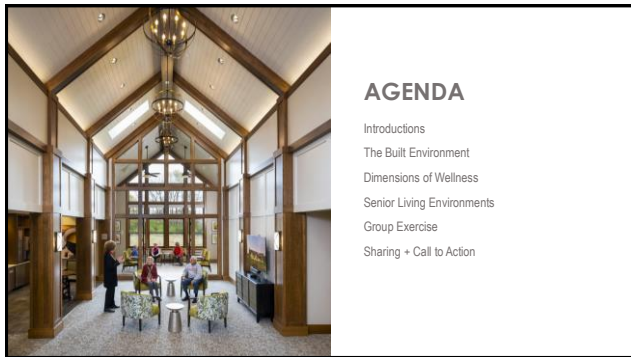 AGENDA
Introductions
The Built Environment
Dimensions of Wellness
Senior Living Environments
Group Exercise
Sharing + Call to Action